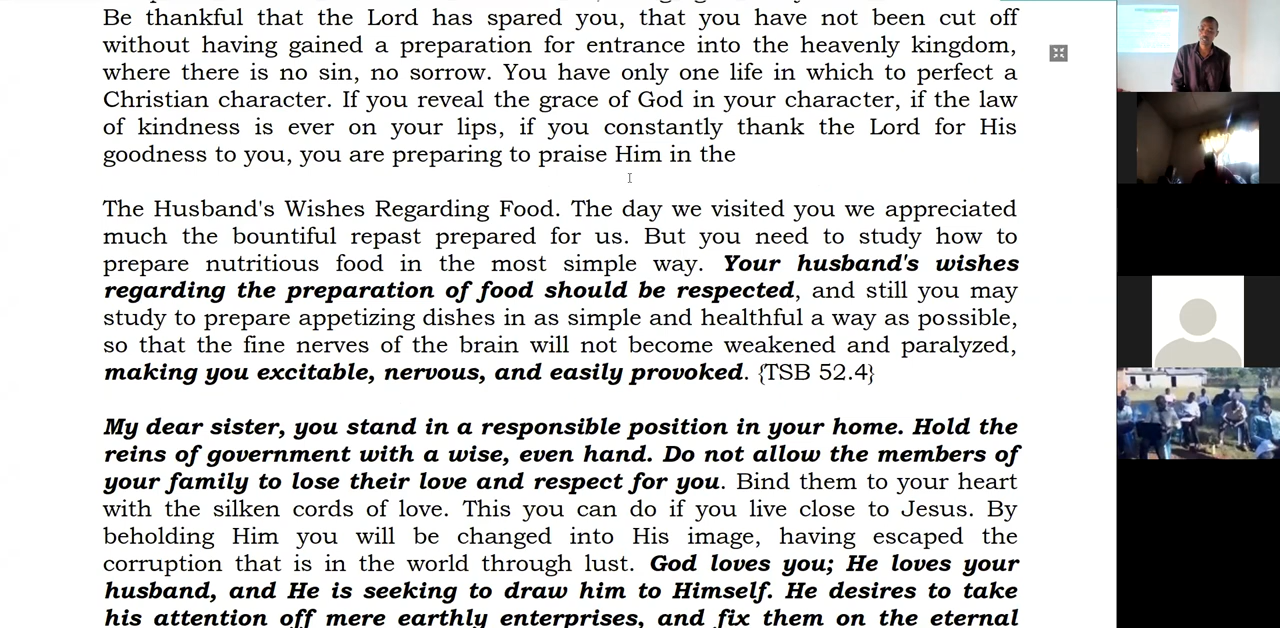 Be thankful that the Lord has spared you, that you have not been cut off
without having gained a preparation for entrance into the heavenly kingdom,
where there is no sin, no sorrow. You have only one life in which to perfect a
Christian character. If you reveal the grace of God in your character, if the law
of kindness is ever on your lips, if you constantly thank the Lord for His
goodness to you, you are preparing to praise Him in the
The Husband's Wishes Regarding Food. The day we visited you we appreciated
much the bountiful repast prepared for us. But you need to study how to
prepare nutritious food in the most simple way. Your husband's wishes
regarding the preparation of food should be respected, and still you may
study to prepare appetizing dishes in as simple and healthful a way as possible,
so that the fine nerves of the brain will not become weakened and paralyzed,
making you excitable, nervous, and easily provoked. {TSB 52.4}
My dear sister, you stand in a responsible position in your home. Hold the
reins of government with a wise, even hand. Do not allow the members of
your family to lose their love and respect for you. Bind them to your heart
with the silken cords of love. This you can do if you live close to Jesus. By
beholding Him you will be changed into His image, having escaped the
corruption that is in the world through lust. God loves you; He loves your
husband, and He is seeking to draw him to Himself. He desires to take
his attention off mere earthly enterprises, and fix them on the eternal